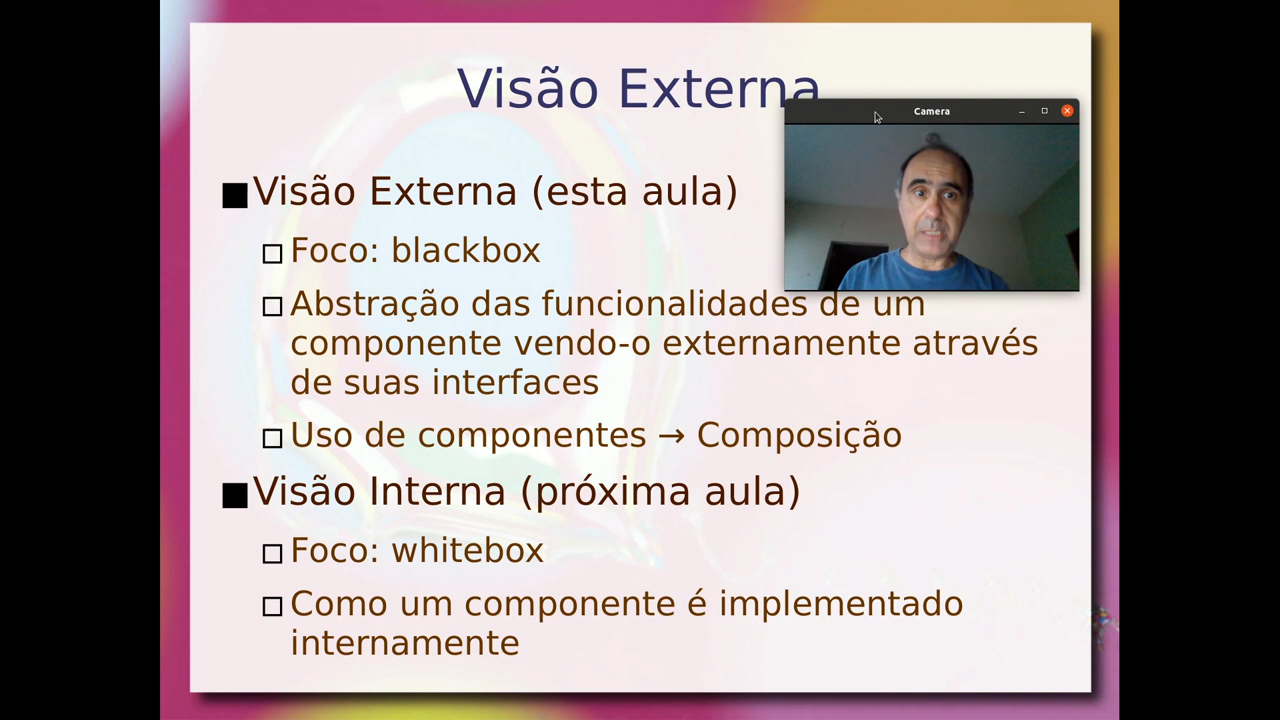 Visão Externa
Camera
■Visão Externa (esta aula)
□Foco: blackbox
□Abstração das funcionalidades de um
componente vendo-o externamente através
de suas interfaces
□Uso de componentes → Composição
■Visão Interna (próxima aula)
□Foco: whitebox
□Como um componente é implementado
internamente